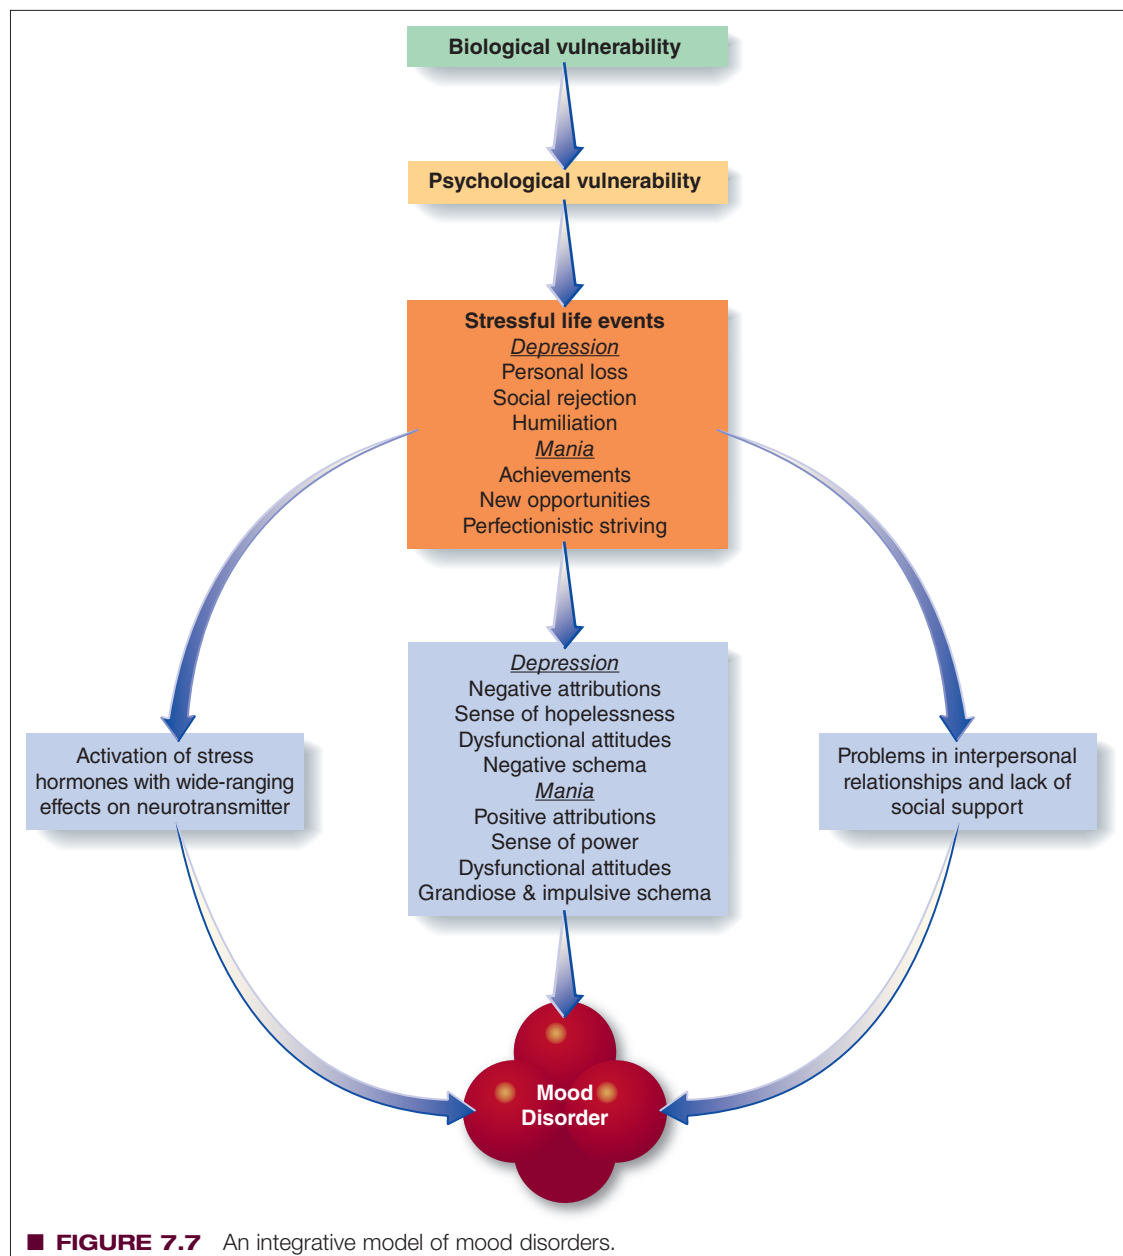 Biological vulnerability
Psychological vulnerability
Stressful life events
Depression
Personal loss
Social rejection
Humiliation
Mania
Achievements
New opportunities
Perfectionistic striving
Depression
Negative attributions
Sense of hopelessness
Dysfunctional attitudes
Negative schema
Mania
Positive attributions
Sense of power
Dysfunctional attitudes
Grandiose & impulsive schema
Activation of stress
hormones with wide-ranging
effects on neurotransmitter
Problems in interpersonal
relationships and lack of
social support
Mood
Disorder
■ FIGURE 7.7 An integrative model of mood disorders.